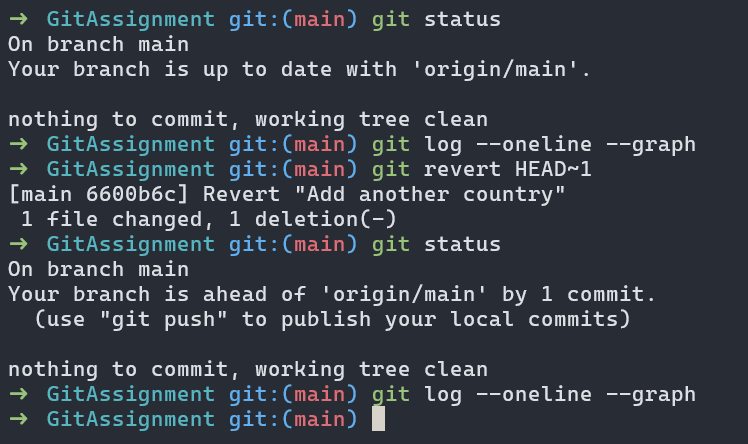 → GitAssignment git:(main) git status
On branch main
Your branch is up to date with 'origin/main'.
nothing to commit, working tree clean
→ GitAssignment git:(main) git log --oneline --graph
→ GitAssignment git:(main) git revert HEAD~1
[main 6600b6c] Revert "Add another country"
 1 file changed, 1 deletion(-)
→ GitAssignment git:(main) git status
On branch main
Your branch is ahead of 'origin/main' by 1 commit.
  (use "git push" to publish your local commits)
nothing to commit, working tree clean
→ GitAssignment git:(main) git log --oneline --graph
→ GitAssignment git:(main)